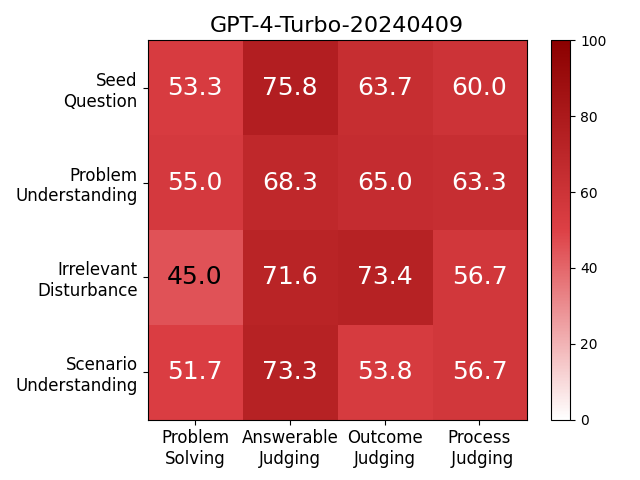 GPT-4-Turbo-20240409
Seed
Question
53.3 75.8 63.7 60.0
Problem
Understanding
55.0 68.3 65.0 63.3
Irrelevant
Disturbance
45.0 71.6 73.4 56.7
Scenario
Understanding
51.7 73.3 53.8 56.7
Problem
Solving
Answerable
Judging
Outcome
Judging
Process
Judging
100
80
60
40
20
0